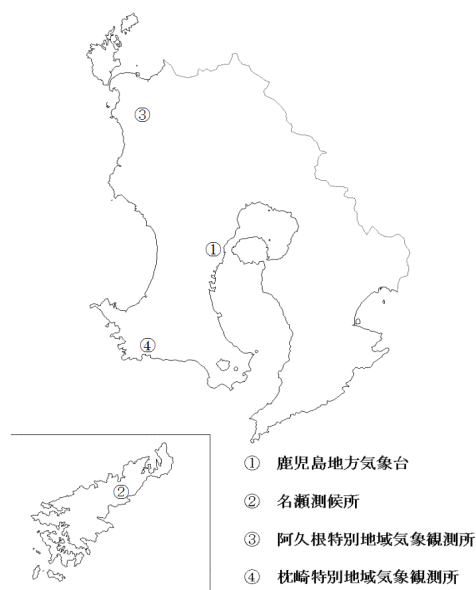 ③
①
④
②
① 鹿児島地方気象台
② 名瀬測候所
③ 阿久根特別地域気象観測所
④ 枕崎特別地域気象観測所